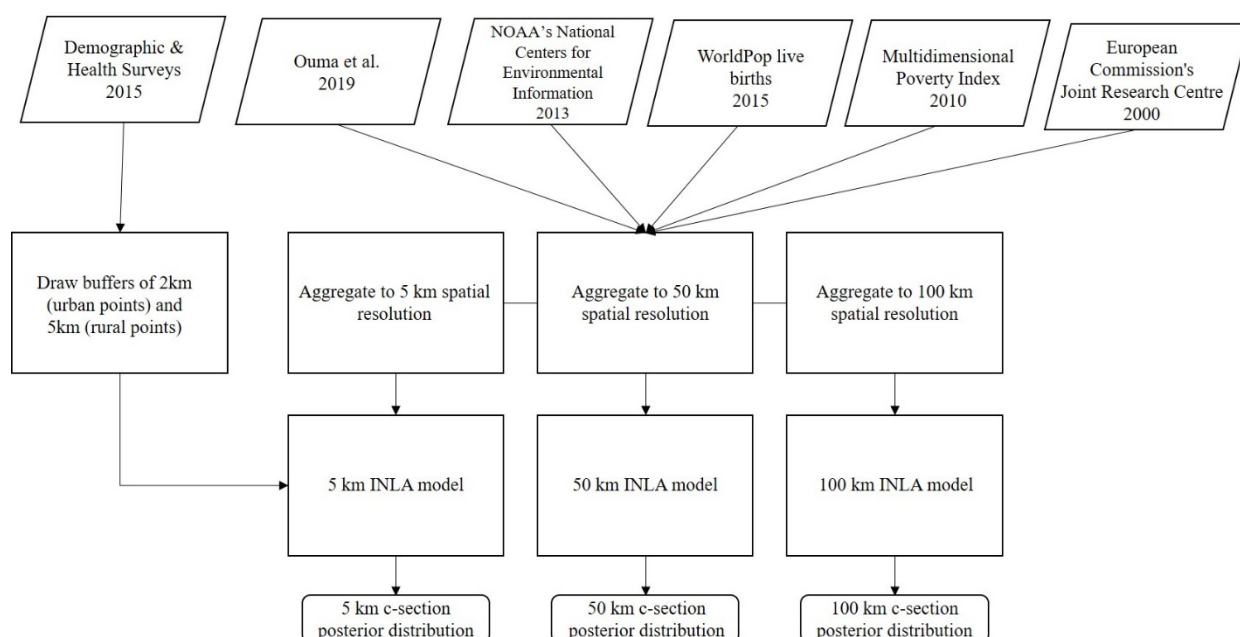 Demographic &
Health Surveys
2015
Ouma et al.
2019
NOAA's National
Centers for
Environmental
Information
2013
WorldPop live
births
2015
Multidimensional
Poverty Index
2010
European
Commission's
Joint Research Centre
2000
Draw buffers of 2km
(urban points) and
5km (rural points)
Aggregate to 5 km spatial
resolution
Aggregate to 50 km
spatial resolution
Aggregate to 100 km
spatial resolution
5 km INLA model
50 km INLA model
100 km INLA model
5 km c-section
posterior distribution
50 km c-section
posterior distribution
100 km c-section
posterior distribution